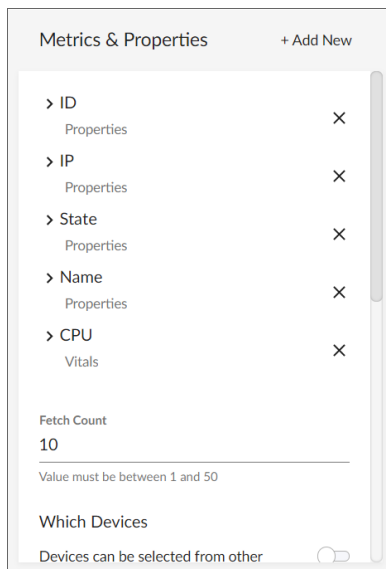 Metrics & Properties + Add New
ID
Properties
IP
Properties
State
Properties
Name
Properties
CPU
Vitals
Fetch Count
10
Value must be between 1 and 50
Which Devices
Devices can be selected from other